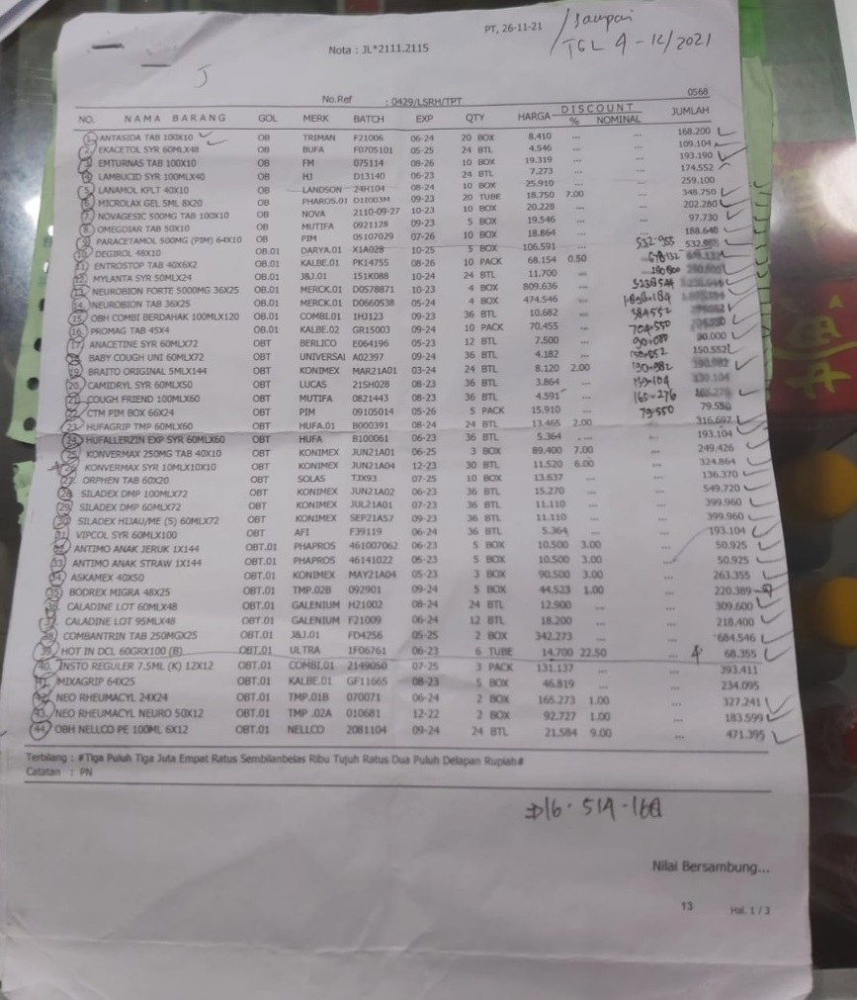 PT, 26-11-21
sampai
TGL 4-12/2021
Nota : JL*2111.2115
No.Ref : 0429/LSRH/TPT
0568
NO. NAMA BARANG GOL MERK BATCH EXP QTY HARGA DISCOUNT % NOMINAL JUMLAH
1. ANTASIDA TAB 100X10 OB TRIMAN F21006 06-24 20 BOX 8.410 ... ... 168.200
2. EKACETOL SYR 60MLX48 OB BUFA F0705101 05-25 24 BTL 4.546 ... ... 109.104
3. EMTURNAS TAB 100X10 OB FM 075114 08-26 10 BOX 19.319 ... ... 193.190
4. LAMBUCID SYR 100MLX40 OB HJ D13140 06-23 24 BTL 7.273 ... ... 174.552
5. LANAMOL KPLT 40X10 OB LANDSON 24H104 08-24 10 BOX 25.910 ... ... 259.100
6. MICROLAX GEL 5ML 8X20 OB PHAROS.01 D11003M 09-23 20 TUBE 18.750 7.00 ... 348.750
7. NOVAGESIC 500MG TAB 100X10 OB NOVA 2110-09-27 10-23 10 BOX 20.228 ... ... 202.280
8. OMEGDIAR TAB 50X10 OB MUTIFA 0921128 09-23 5 BOX 19.546 ... ... 97.730
9. PARACETAMOL 500MG (PIM) 64X10 OB PIM 05107029 07-26 10 BOX 18.864 ... ... 188.640
10. DEGIROL 48X10 OB.01 DARYA.01 X1A028 10-25 5 BOX 106.591 ... 532.955 532.955
11. ENTROSTOP TAB 40X6X2 OB.01 KALBE.01 PK14755 08-26 10 PACK 68.154 0.50 678.132
12. MYLANTA SYR 50MLX24 OB.01 J&J.01 151K088 10-24 24 BTL 11.700 ... 280.800
13. NEUROBION FORTE 5000MG 36X25 OB.01 MERCK.01 D0578871 10-23 4 BOX 809.636 ... 3238544
14. NEUROBION TAB 36X25 OB.01 MERCK.01 D0660538 05-24 4 BOX 474.546 ... 1.898.184
15. OBH COMBI BERDAHAK 100MLX120 OB.01 COMBI.01 1HJ123 09-23 36 BTL 10.682 ... 384552
16. PROMAG TAB 45X4 OB.01 KALBE.02 GR15003 09-24 10 PACK 70.455 ... 704.550
17. ANACETINE SYR 60MLX72 OBT BERLICO E064196 05-23 12 BTL 7.500 ... 90.000 90.000
18. BABY COUGH UNI 60MLX72 OBT UNIVERSAI A02397 09-24 36 BTL 4.182 ... 150.552 150.552
19. BRAITO ORIGINAL 5MLX144 OBT KONIMEX MAR21A01 03-24 24 BTL 8.120 2.00 190.982
20. CAMIDRYL SYR 60MLX50 OBT LUCAS 215H028 08-23 36 BTL 3.864 ... 139.104
21. COUGH FRIEND 100MLX60 OBT MUTIFA 0821443 08-23 36 BTL 4.591 ... 165.276
22. CTM PIM BOX 66X24 OBT PIM 09105014 05-26 5 PACK 15.910 ... 79.550 79.550
23. HUFAGRIP TMP 60MLX60 OBT HUFA.01 B000391 08-24 24 BTL 13.465 2.00 316.697
24. HUFALLERZIN EXP SYR 60MLX60 OBT HUFA B100061 06-23 36 BTL 5.364 ... ... 193.104
25. KONVERMAX 250MG TAB 40X10 OBT KONIMEX JUN21A01 06-25 3 BOX 89.400 7.00 ... 249.426
26. KONVERMAX SYR 10MLX10X10 OBT KONIMEX JUN21A04 12-23 30 BTL 11.520 6.00 ... 324.864
27. ORPHEN TAB 60X20 OBT SOLAS TJX93 07-25 10 BOX 13.637 ... ... 136.370
28. SILADEX DMP 100MLX72 OBT KONIMEX JUN21A02 06-23 36 BTL 15.270 ... ... 549.720
29. SILADEX DMP 60MLX72 OBT KONIMEX JUL21A01 07-23 36 BTL 11.110 ... ... 399.960
30. SILADEX HIJAU/ME (S) 60MLX72 OBT KONIMEX SEP21A57 09-23 36 BTL 11.110 ... ... 399.960
31. VIPCOL SYR 60MLX100 OBT AFI F39119 06-24 36 BTL 5.364 ... ... 193.104
32. ANTIMO ANAK JERUK 1X144 OBT.01 PHAPROS 461007062 06-23 5 BOX 10.500 3.00 ... 50.925
33. ANTIMO ANAK STRAW 1X144 OBT.01 PHAPROS 46141022 05-23 5 BOX 10.500 3.00 ... 50.925
34. ASKAMEX 40X50 OBT.01 KONIMEX MAY21A04 05-23 3 BOX 90.500 3.00 ... 263.355
35. BODREX MIGRA 48X25 OBT.01 TMP.02B 092901 09-24 5 BOX 44.523 1.00 ... 220.389
36. CALADINE LOT 60MLX48 OBT.01 GALENIUM H21002 08-24 24 BTL 12.900 ... ... 309.600
37. CALADINE LOT 95MLX48 OBT.01 GALENIUM F21009 06-24 12 BTL 18.200 ... ... 218.400
38. COMBANTRIN TAB 250MGX25 OBT.01 J&J.01 FD4256 05-25 2 BOX 342.273 ... ... 684.546
39. HOT IN DCL 60GRX100 (B) OBT.01 ULTRA 1F06761 06-23 6 TUBE 14.700 22.50 ... 68.355
40. INSTO REGULER 7.5ML (K) 12X12 OBT.01 COMBI.01 2149050 07-25 3 PACK 131.137 ... 393.411
41. MIXAGRIP 64X25 OBT.01 KALBE.01 GF11665 08-23 5 BOX 46.819 ... ... 234.095
42. NEO RHEUMACYL 24X24 OBT.01 TMP.01B 070071 06-24 2 BOX 165.273 1.00 ... 327.241
43. NEO RHEUMACYL NEURO 50X12 OBT.01 TMP .02A 010681 12-22 2 BOX 92.727 1.00 ... 183.599
44. OBH NELLCO PE 100ML 6X12 OBT.01 NELLCO 20B1104 09-24 24 BTL 21.584 9.00 ... 471.395
Terbilang : #Tiga Puluh Tiga Juta Empat Ratus Sembilanbelas Ribu Tujuh Ratus Dua Puluh Delapan Rupiah#
Catatan : PN
Nilai Bersambung...
13 Hal. 1 / 3